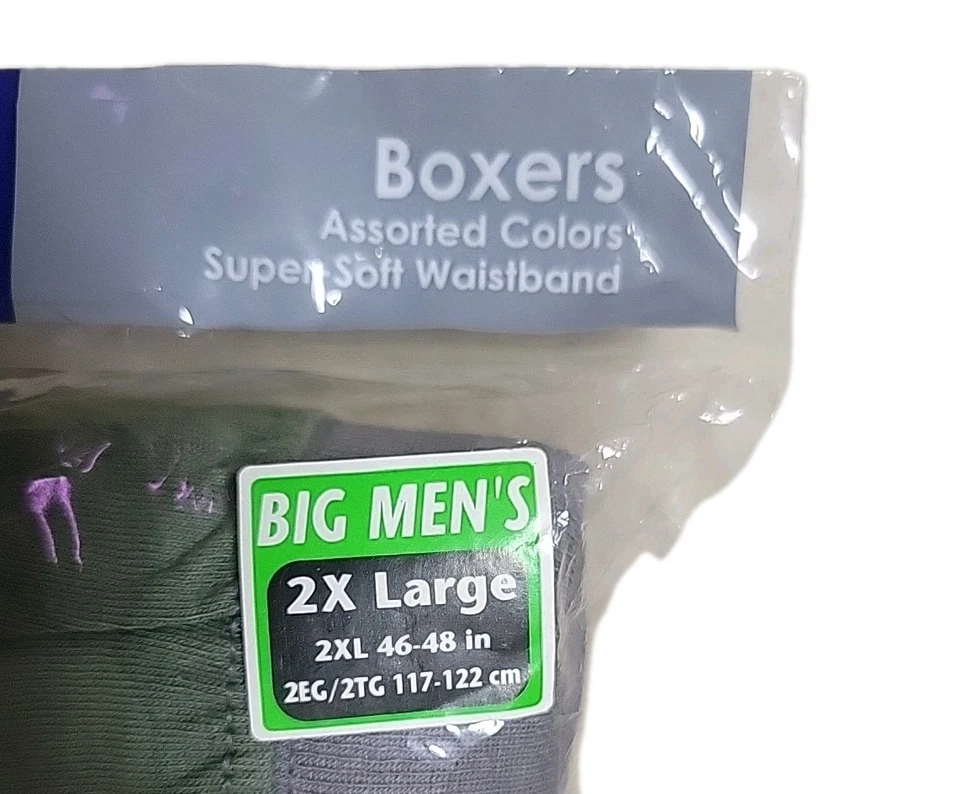 Boxers
Assorted Colors
Super Soft Waistband
BIG MEN'S
2X Large
2XL 46-48 in
2EG/2TG 117-122 cm